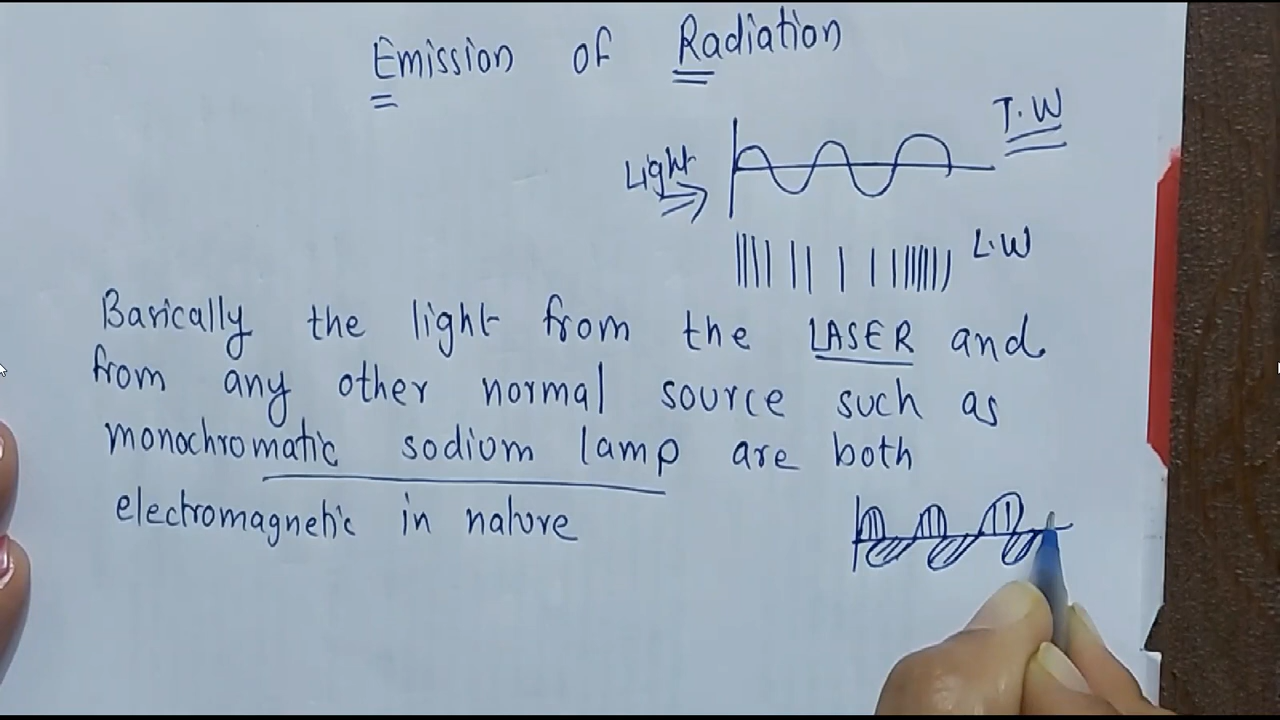 Emission of Radiation
T.W
Light
L.W
Basically the light from the LASER and
from any other normal source such as
monochromatic sodium lamp are both
electromagnetic in nature